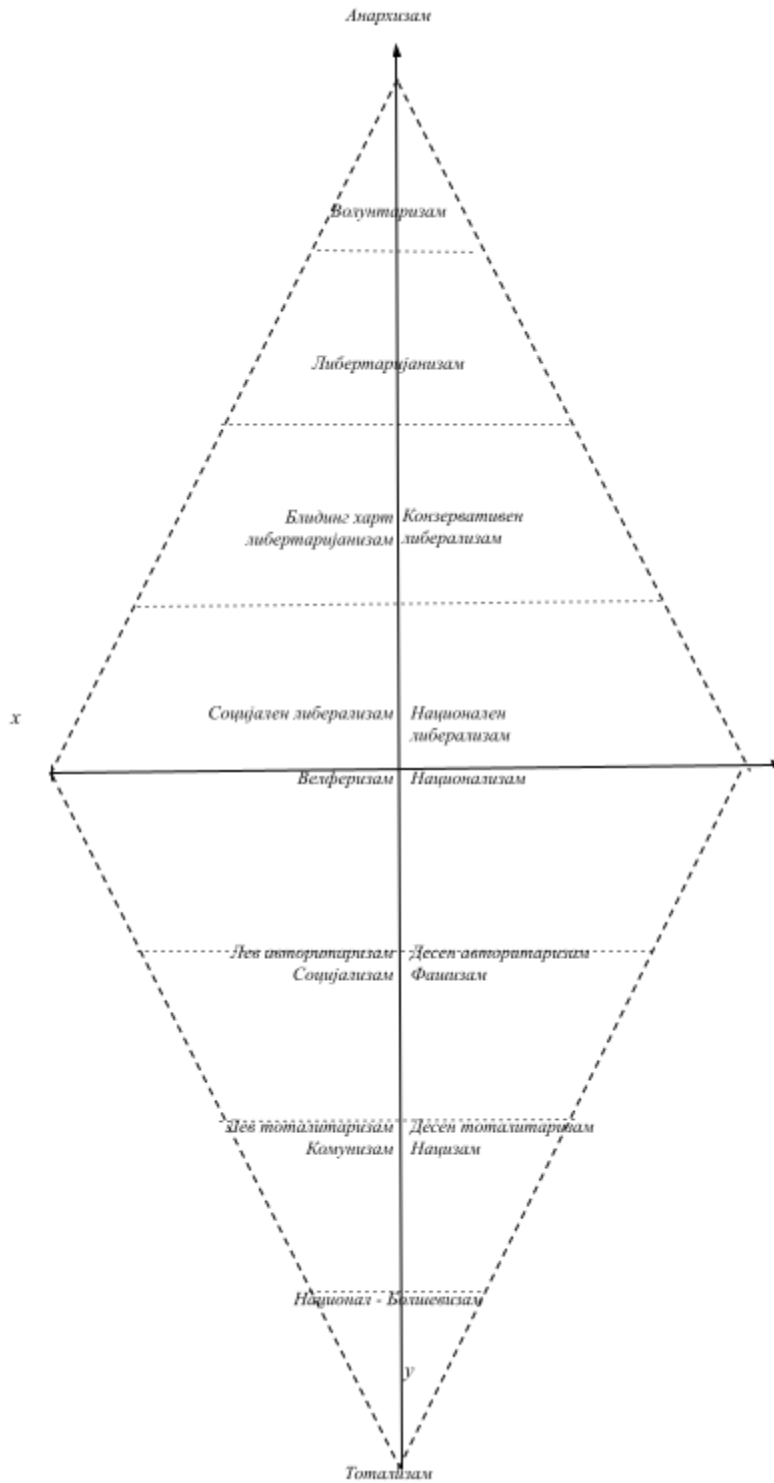 Анархизам
Волунтаризам
Либертаријанизам
Блидинг харт
либертаријанизам
Конзервативен
либерализам
x
Социјален либерализам
Национален
либерализам
Велферизам
Национализам
Лев авторитаризам
Социјализам
Десен авторитаризам
Фашизам
Лев тоталитаризам
Комунизам
Десен тоталитаризам
Нацизам
Национал - Болшевизам
y
Тотализам